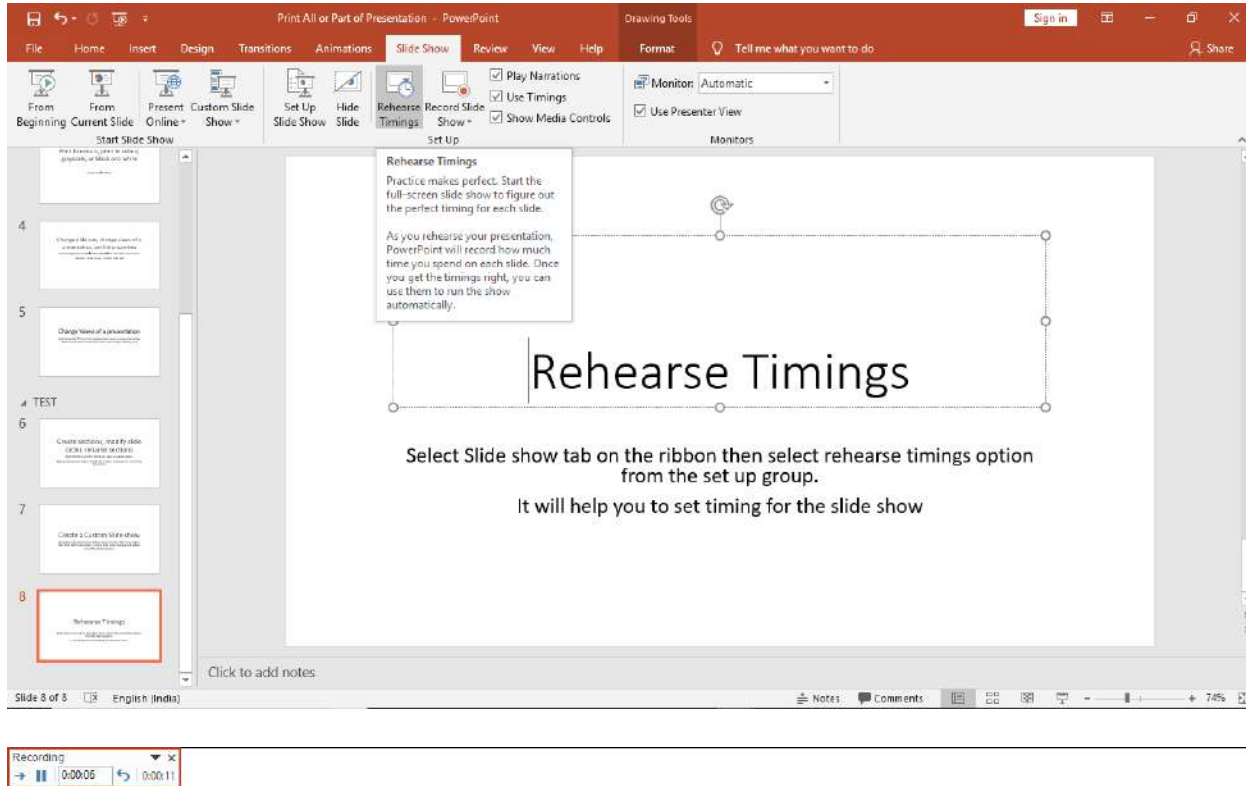 Print All or Part of Presentation - PowerPoint
Drawing Tools
Sign in
File Home Insert Design Transitions Animations Slide Show Review View Help Format Tell me what you want to do
Share
From Beginning
From Current Slide
Present Online
Custom Slide Show
Set Up Slide Show
Hide Slide
Rehearse Timings
Record Slide Show
Play Narrations
Use Timings
Show Media Controls
Monitor: Automatic
Use Presenter View
Start Slide Show
Set Up
Monitors
Rehearse Timings
Practice makes perfect. Start the
full-screen slide show to figure out
the perfect timing for each slide.
As you rehearse your presentation,
PowerPoint will record how much
time you spend on each slide. Once
you get the timings right, you can
use them to run the show
automatically.
4
5
Change Views of a presentation
TEST
6
Create sections, modify slide
7
Create a Custom Slide show
8
Rehearse Timings
Rehearse Timings
Select Slide show tab on the ribbon then select rehearse timings option
from the set up group.
It will help you to set timing for the slide show
Click to add notes
Slide 8 of 8 English (India)
Notes Comments 74%
Recording
0:00:06 0:00:11